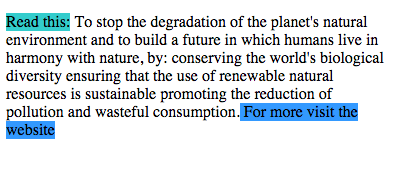 Read this: To stop the degradation of the planet's natural
environment and to build a future in which humans live in
harmony with nature, by: conserving the world's biological
diversity ensuring that the use of renewable natural
resources is sustainable promoting the reduction of
pollution and wasteful consumption. For more visit the
website